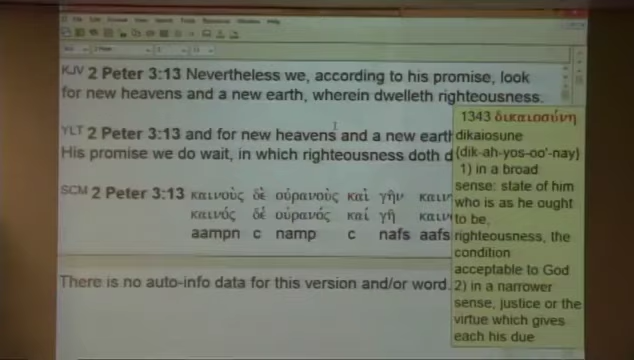 KJV 2 Peter 3:13 Nevertheless we, according to his promise, look
for new heavens and a new earth, wherein dwelleth righteousness.
YLT 2 Peter 3:13 and for new heavens and a new earth
His promise we do wait, in which righteousness doth d
SCM 2 Peter 3:13 καινοὺς δὲ οὐρανοὺς καὶ γῆν καιν
καινός δέ οὐρανός καί γῆ καιν
aampn c namp c nafs aafs
There is no auto-info data for this version and/or word.
1343 δικαιοσύνη
dikaiosune
{dik-ah-yos-oo'-nay}
1) in a broad
sense: state of him
who is as he ought
to be,
righteousness, the
condition
acceptable to God
2) in a narrower
sense, justice or the
virtue which gives
each his due